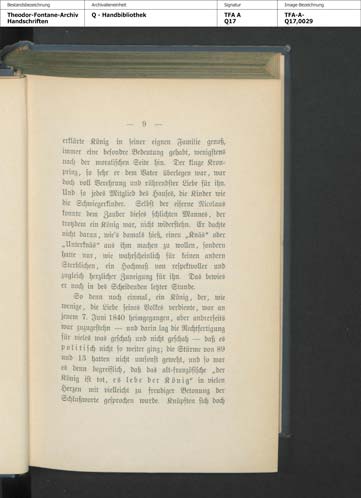 Bestandsbezeichnung
Archivalieneinheit
Signatur
Image-Bezeichnung
Theodor-Fontane-Archiv
Handschriften
Q - Handbibliothek
TFA A
Q17
TFA-A-
Q17,0029
— 9 —
erklärte König in seiner eignen Familie genoß,
immer eine besondre Bedeutung gehabt, wenigstens
nach der moralischen Seite hin. Der kluge Kron-
prinz, so sehr er dem Vater überlegen war, war
doch voll Verehrung und rührendster Liebe für ihn.
Und so jedes Mitglied des Hauses, die Kinder wie
die Schwiegerkinder. Selbst der eiserne Nicolaus
konnte dem Zauber dieses schlichten Mannes, der
trotzdem ein König war, nicht widerstehn. Er dachte
nicht daran, wie's damals hieß, einen „Knäs“ oder
„Unterknäs“ aus ihm machen zu wollen, sondern
hatte nur, wie wahrscheinlich für keinen andern
Sterblichen, ein Hochmaß von respektvoller und
zugleich herzlicher Zuneigung für ihn. Das bewies
er noch in des Scheidenden letzter Stunde.
So denn noch einmal, ein König, der, wie
wenige, die Liebe seines Volkes verdiente, war an
jenem 7. Juni 1840 heimgegangen, aber andrerseits
war zuzugestehn — und darin lag die Rechtfertigung
für vieles was geschah und nicht geschah — daß es
politisch nicht so weiter ging; die Stürme von 89
und 13 hatten nicht umsonst geweht, und so war
es denn begreiflich, daß das alt-französische „der
König ist tot, es lebe der König“ in vielen
Herzen mit vielleicht zu freudiger Betonung der
Schlußworte gesprochen wurde. Knüpften sich doch